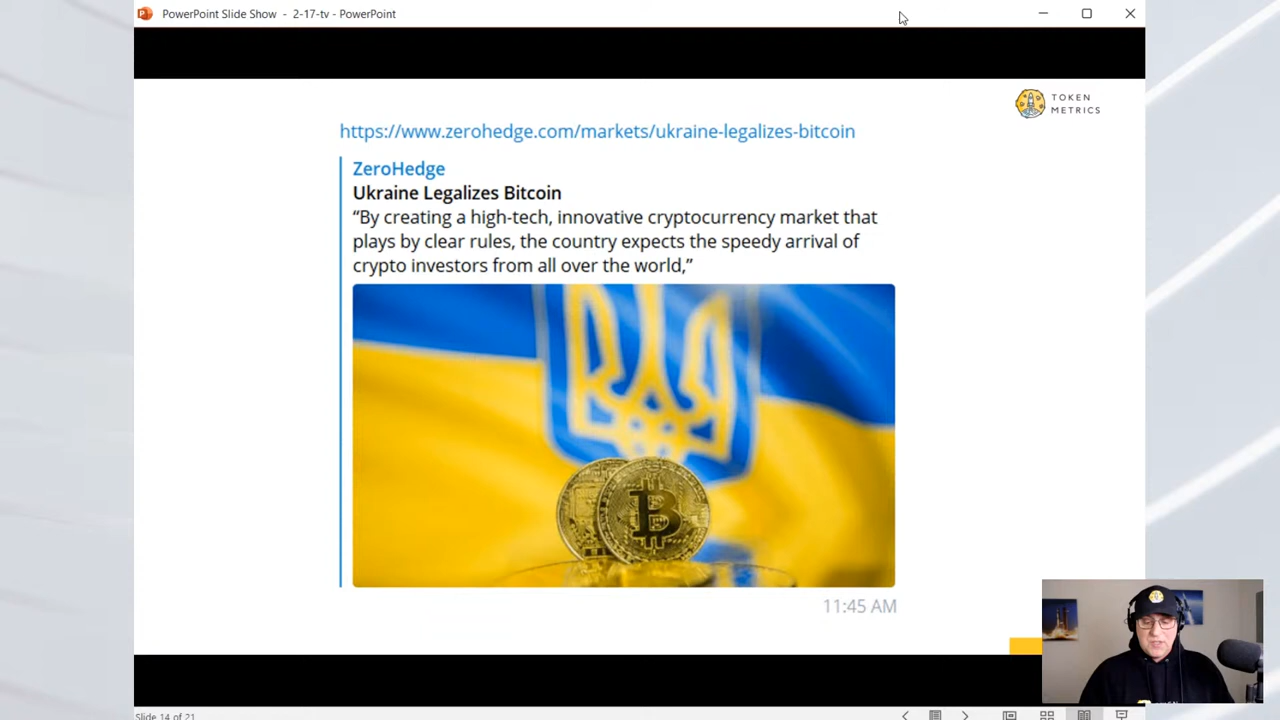 PowerPoint Slide Show - 2-17-tv - PowerPoint
TOKEN
METRICS
https://www.zerohedge.com/markets/ukraine-legalizes-bitcoin
ZeroHedge
Ukraine Legalizes Bitcoin
“By creating a high-tech, innovative cryptocurrency market that
plays by clear rules, the country expects the speedy arrival of
crypto investors from all over the world,”
11:45 AM
Slide 14 of 21